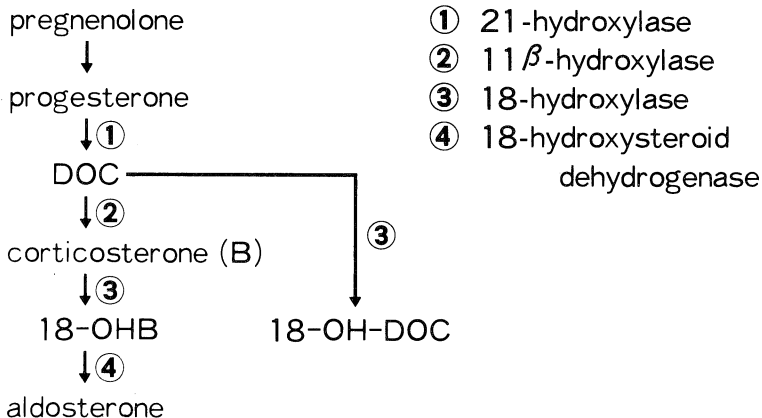 pregnenolone
progesterone
①
DOC
②
corticosterone (B)
③
18-OHB
④
aldosterone
③
18-OH-DOC
① 21-hydroxylase
② 11β-hydroxylase
③ 18-hydroxylase
④ 18-hydroxysteroid
dehydrogenase